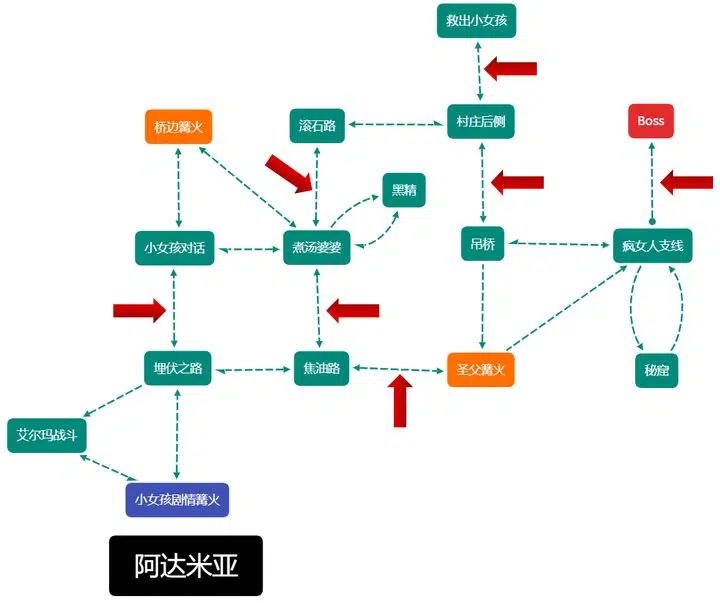 救出小女孩
桥边篝火
滚石路
村庄后侧
Boss
黑精
小女孩对话
煮汤婆婆
吊桥
疯女人支线
埋伏之路
焦油路
圣父篝火
秘窟
艾尔玛战斗
小女孩剧情篝火
阿达米亚